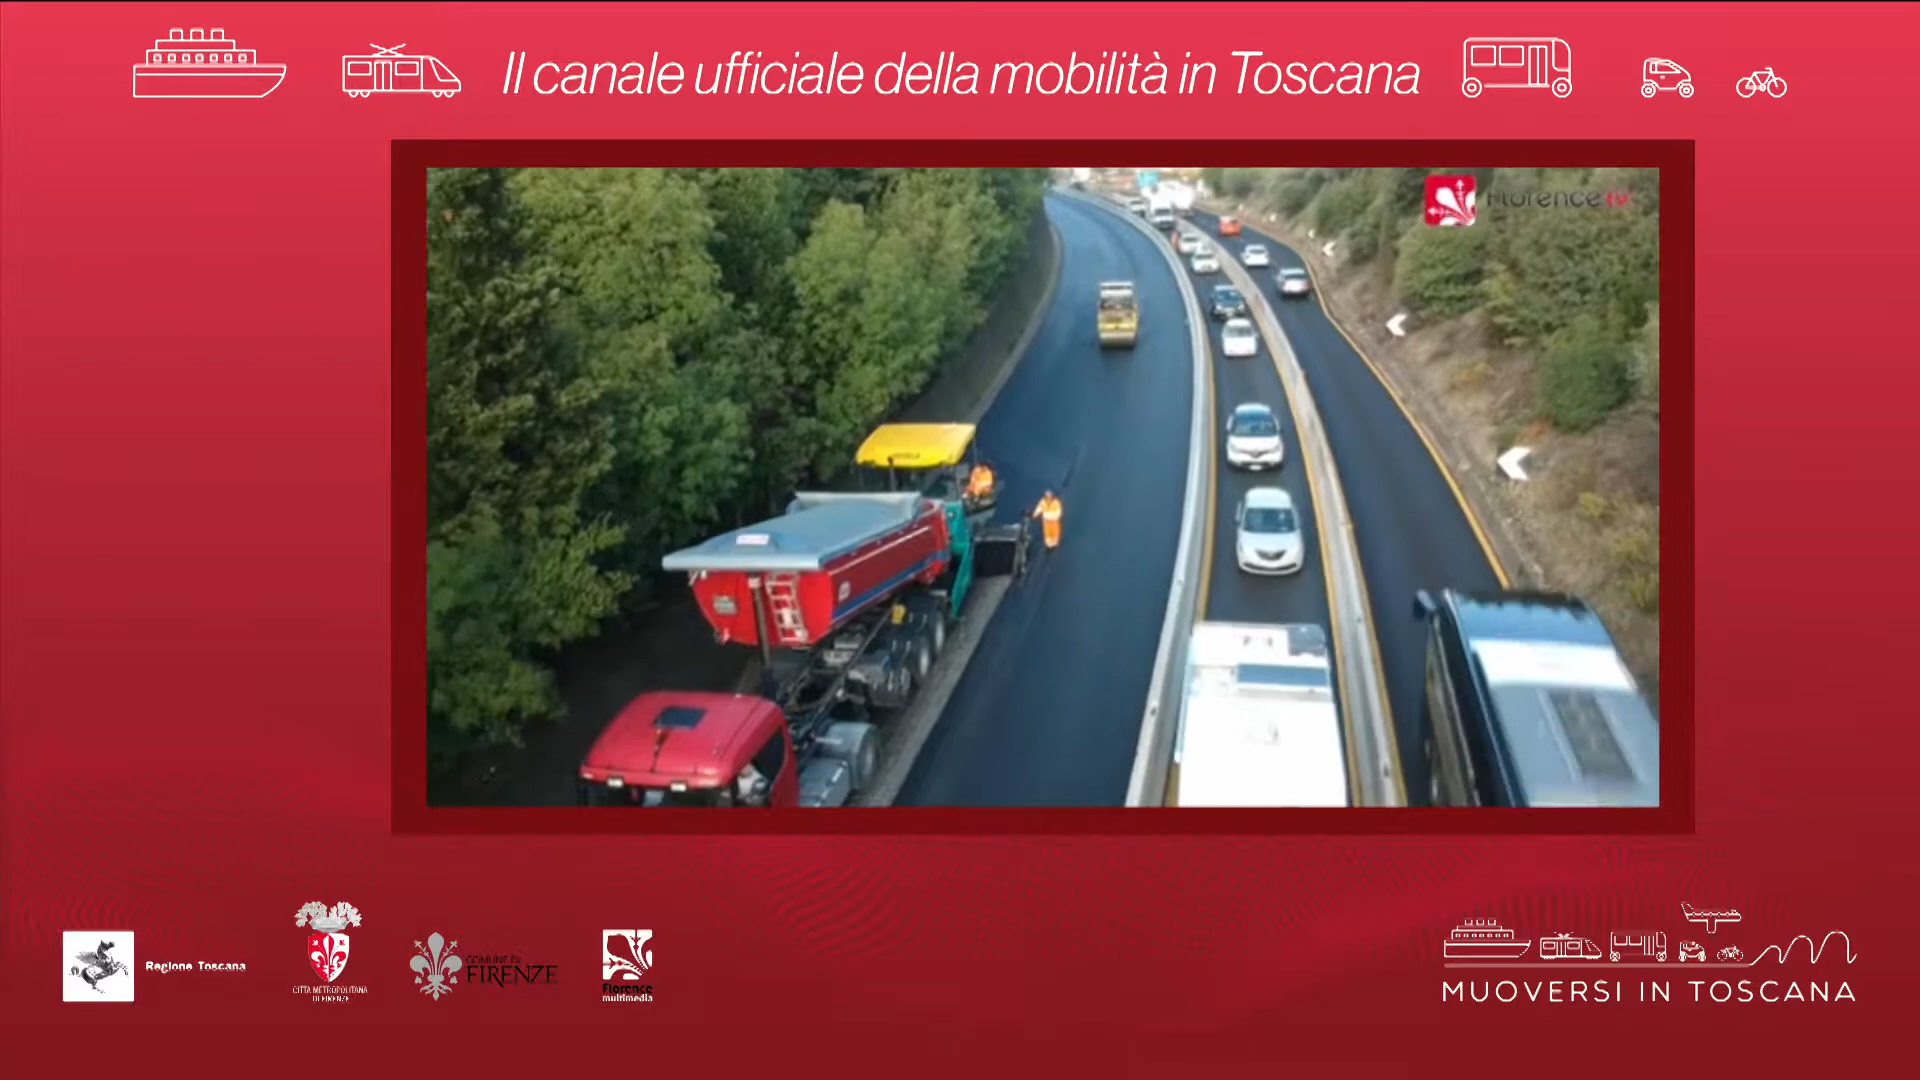 Il canale ufficiale della mobilità in Toscana
Florence tv
Regione Toscana
CITTÀ METROPOLITANA
DI FIRENZE
COMUNE DI
FIRENZE
Florence
multimedia
MUOVERSI IN TOSCANA